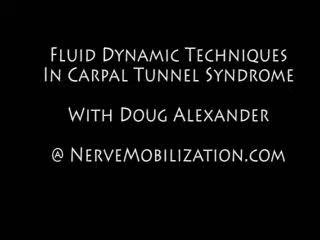 Fluid Dynamic Techniques
In Carpal Tunnel Syndrome
With Doug Alexander
@ NerveMobilization.com